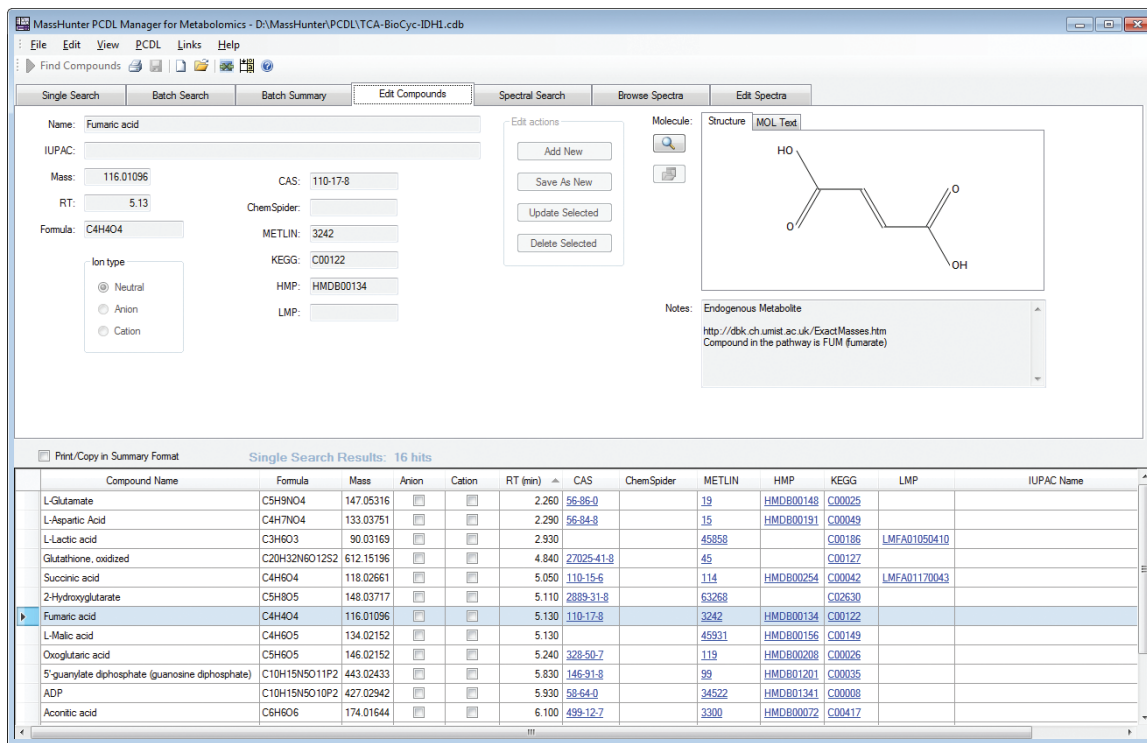 MassHunter PCDL Manager for Metabolomics - D:\MassHunter\PCDL\TCA-BioCyc-IDH1.cdb
File Edit View PCDL Links Help
Find Compounds
Single Search Batch Search Batch Summary Edit Compounds Spectral Search Browse Spectra Edit Spectra
Name: Fumaric acid
IUPAC:
Mass: 116.01096
RT: 5.13
Formula: C4H4O4
Ion type
Neutral
Anion
Cation
CAS: 110-17-8
ChemSpider:
METLIN: 3242
KEGG: C00122
HMP: HMDB00134
LMP:
Edit actions
Add New
Save As New
Update Selected
Delete Selected
Molecule:
Structure MOL Text
HO
O
O
OH
Notes: Endogenous Metabolite
http://dbk.ch.umist.ac.uk/ExactMasses.htm
Compound in the pathway is FUM (fumarate)
Print/Copy in Summary Format Single Search Results: 16 hits
Compound Name Formula Mass Anion Cation RT (min) CAS ChemSpider METLIN HMP KEGG LMP IUPAC Name
L-Glutamate C5H9NO4 147.05316 2.260 56-86-0 19 HMDB00148 C00025
L-Aspartic Acid C4H7NO4 133.03751 2.290 56-84-8 15 HMDB00191 C00049
L-Lactic acid C3H6O3 90.03169 2.930 45858 C00186 LMFA01050410
Glutathione, oxidized C20H32N6O12S2 612.15196 4.840 27025-41-8 45 C00127
Succinic acid C4H6O4 118.02661 5.050 110-15-6 114 HMDB00254 C00042 LMFA01170043
2-Hydroxyglutarate C5H8O5 148.03717 5.110 2889-31-8 63268 C02630
Fumaric acid C4H4O4 116.01096 5.130 110-17-8 3242 HMDB00134 C00122
L-Malic acid C4H6O5 134.02152 5.130 45931 HMDB00156 C00149
Oxoglutaric acid C5H6O5 146.02152 5.240 328-50-7 119 HMDB00208 C00026
5'-guanylate diphosphate (guanosine diphosphate) C10H15N5O11P2 443.02433 5.830 146-91-8 99 HMDB01201 C00035
ADP C10H15N5O10P2 427.02942 5.930 58-64-0 34522 HMDB01341 C00008
Aconitic acid C6H6O6 174.01644 6.100 499-12-7 3300 HMDB00072 C00417